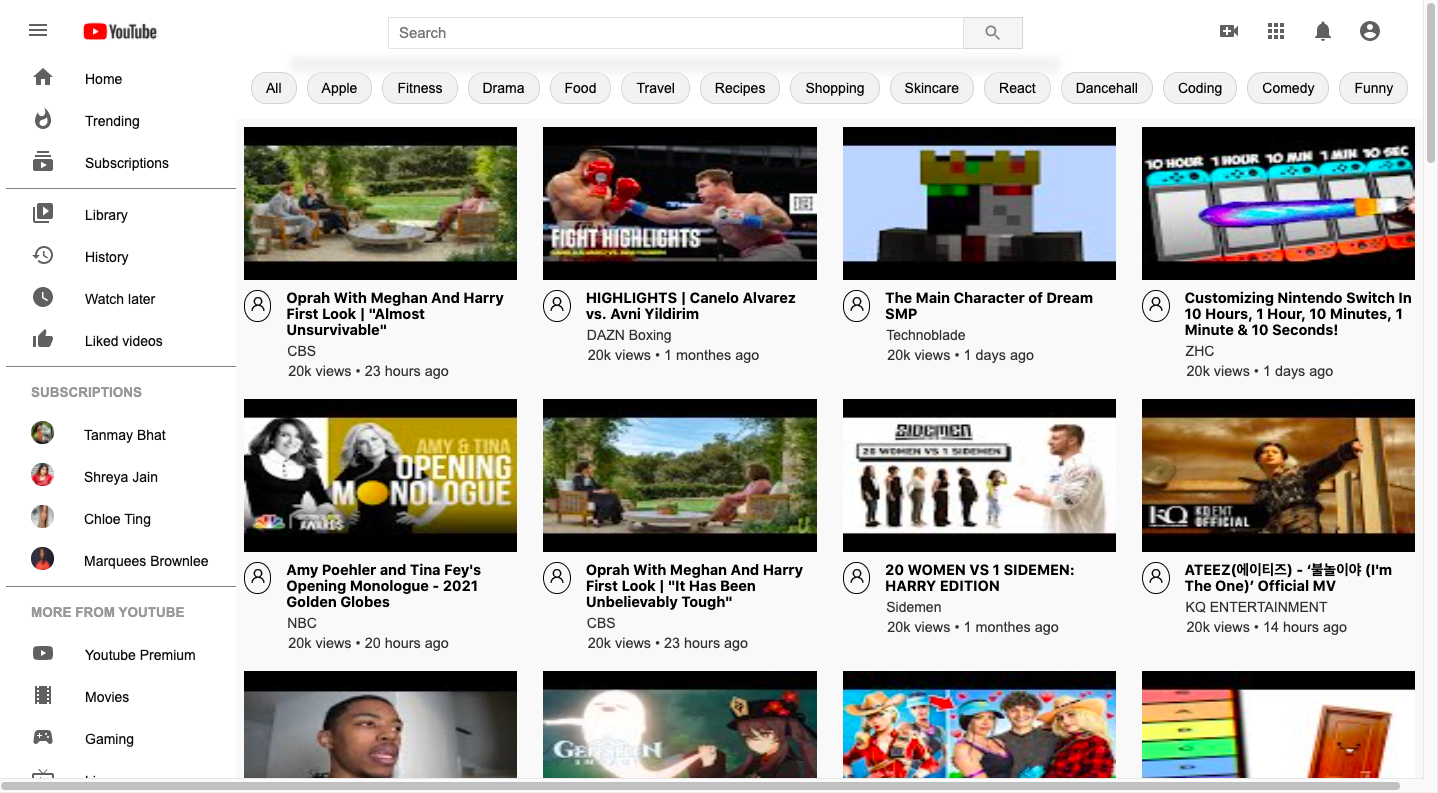 YouTube
Search
All
Apple
Fitness
Drama
Food
Travel
Recipes
Shopping
Skincare
React
Dancehall
Coding
Comedy
Funny
Home
Trending
Subscriptions
Library
History
Watch later
Liked videos
SUBSCRIPTIONS
Tanmay Bhat
Shreya Jain
Chloe Ting
Marquees Brownlee
MORE FROM YOUTUBE
Youtube Premium
Movies
Gaming
FIGHT HIGHLIGHTS
10 HOUR 1 HOUR 10 MIN 1 MIN 10 SEC
Oprah With Meghan And Harry
First Look | "Almost
Unsurvivable"
CBS
20k views • 23 hours ago
HIGHLIGHTS | Canelo Alvarez
vs. Avni Yildirim
DAZN Boxing
20k views • 1 monthes ago
The Main Character of Dream
SMP
Technoblade
20k views • 1 days ago
Customizing Nintendo Switch In
10 Hours, 1 Hour, 10 Minutes, 1
Minute & 10 Seconds!
ZHC
20k views • 1 days ago
AMY & TINA
OPENING
MONOLOGUE
AWARDS
SIDEMEN
20 WOMEN VS 1 SIDEMEN
KQ
KQENT
OFFICIAL
Amy Poehler and Tina Fey's
Opening Monologue - 2021
Golden Globes
NBC
20k views • 20 hours ago
Oprah With Meghan And Harry
First Look | "It Has Been
Unbelievably Tough"
CBS
20k views • 23 hours ago
20 WOMEN VS 1 SIDEMEN:
HARRY EDITION
Sidemen
20k views • 1 monthes ago
ATEEZ(에이티즈) - ‘불놀이야 (I'm
The One)’ Official MV
KQ ENTERTAINMENT
20k views • 14 hours ago
GENSHIN
IMPACT